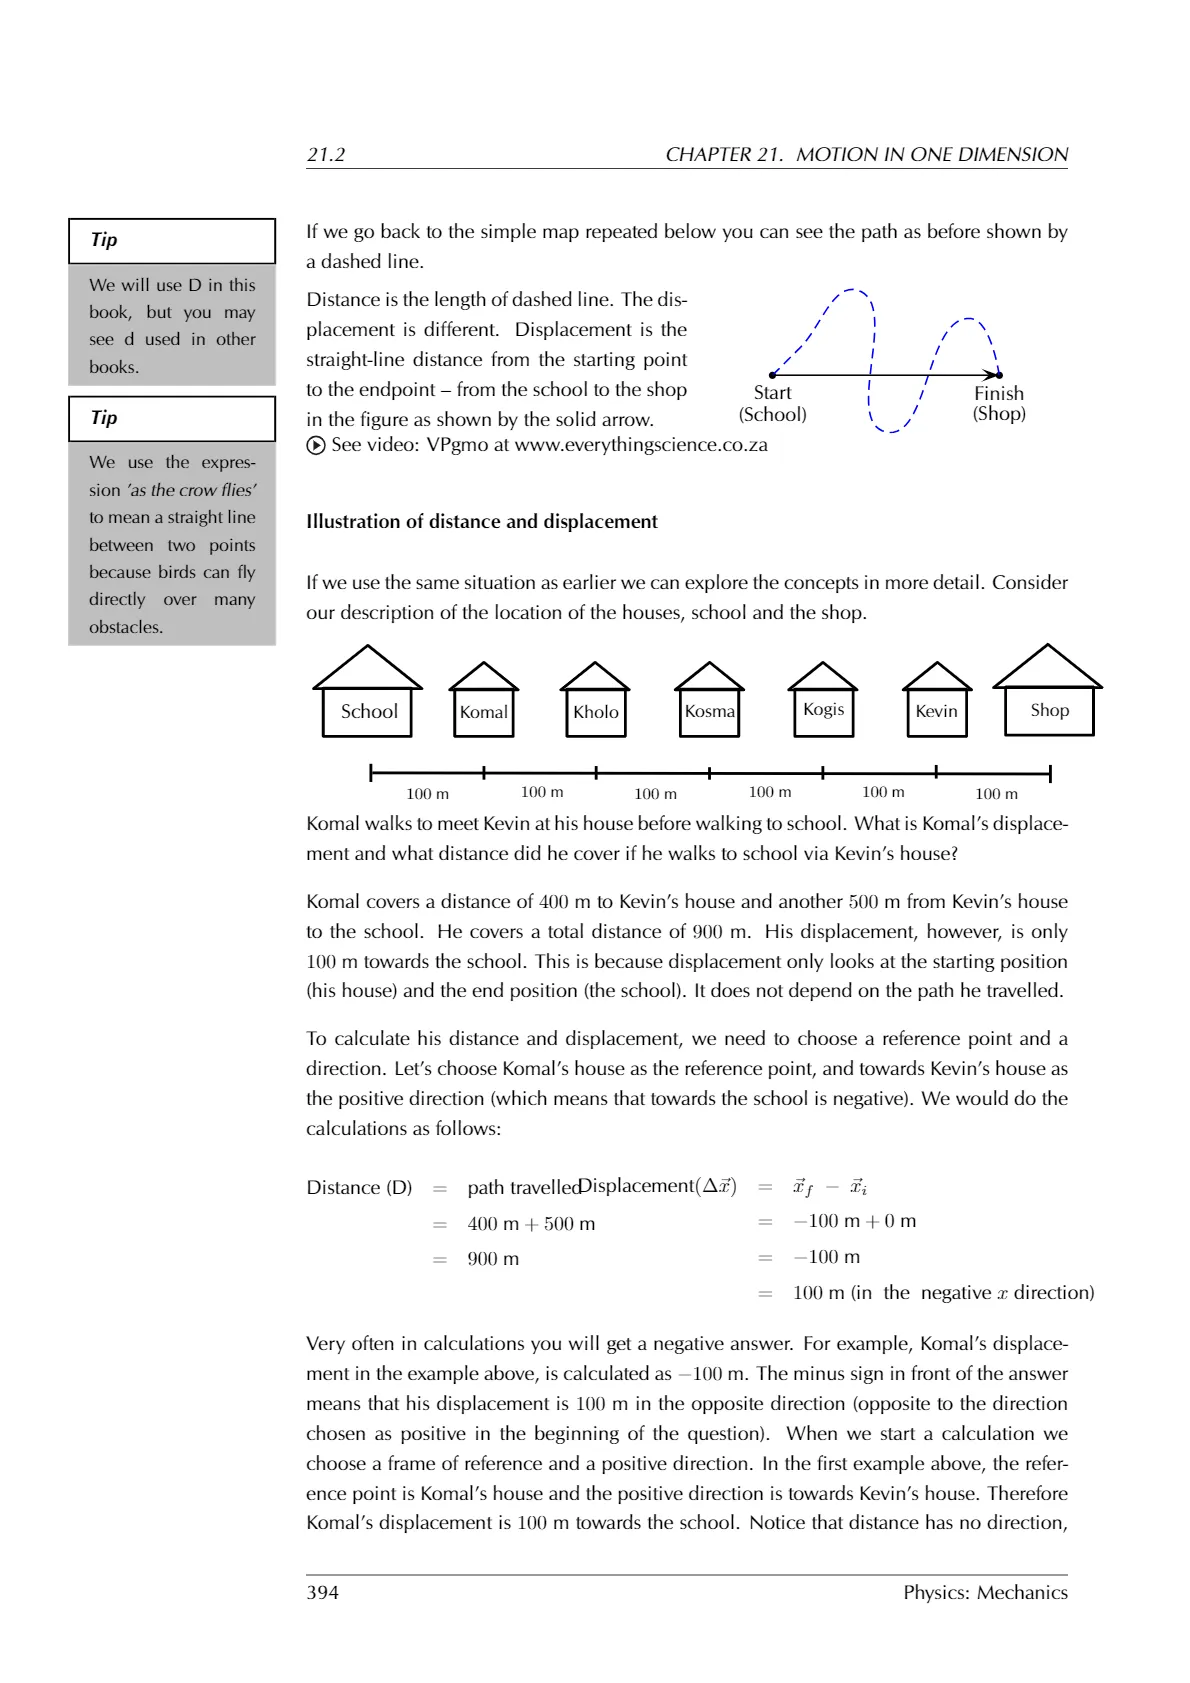 21.2 CHAPTER 21. MOTION IN ONE DIMENSION
Tip
We will use D in this
book, but you may
see d used in other
books.
Tip
We use the expres-
sion 'as the crow flies'
to mean a straight line
between two points
because birds can fly
directly over many
obstacles.
If we go back to the simple map repeated below you can see the path as before shown by
a dashed line.
Distance is the length of dashed line. The dis-
placement is different. Displacement is the
straight-line distance from the starting point
to the endpoint – from the school to the shop
in the figure as shown by the solid arrow.
See video: VPgmo at www.everythingscience.co.za
Start
(School)
Finish
(Shop)
Illustration of distance and displacement
If we use the same situation as earlier we can explore the concepts in more detail. Consider
our description of the location of the houses, school and the shop.
School Komal Kholo Kosma Kogis Kevin Shop
100 m 100 m 100 m 100 m 100 m 100 m
Komal walks to meet Kevin at his house before walking to school. What is Komal's displace-
ment and what distance did he cover if he walks to school via Kevin's house?
Komal covers a distance of 400 m to Kevin's house and another 500 m from Kevin's house
to the school. He covers a total distance of 900 m. His displacement, however, is only
100 m towards the school. This is because displacement only looks at the starting position
(his house) and the end position (the school). It does not depend on the path he travelled.
To calculate his distance and displacement, we need to choose a reference point and a
direction. Let's choose Komal's house as the reference point, and towards Kevin's house as
the positive direction (which means that towards the school is negative). We would do the
calculations as follows:
Distance (D) = path travelled
= 400 m + 500 m
= 900 m
Displacement(Δx⃗) = x⃗f − x⃗i
= −100 m + 0 m
= −100 m
= 100 m (in the negative x direction)
Very often in calculations you will get a negative answer. For example, Komal's displace-
ment in the example above, is calculated as −100 m. The minus sign in front of the answer
means that his displacement is 100 m in the opposite direction (opposite to the direction
chosen as positive in the beginning of the question). When we start a calculation we
choose a frame of reference and a positive direction. In the first example above, the refer-
ence point is Komal's house and the positive direction is towards Kevin's house. Therefore
Komal's displacement is 100 m towards the school. Notice that distance has no direction,
394 Physics: Mechanics